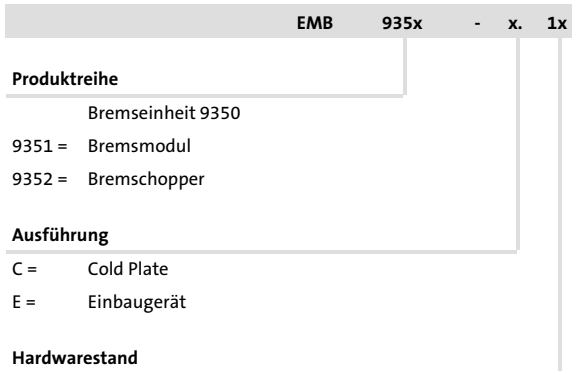 EMB 935x - x. 1x
Produktreihe
Bremseinheit 9350
9351 = Bremsmodul
9352 = Bremschopper
Ausführung
C = Cold Plate
E = Einbaugerät
Hardwarestand